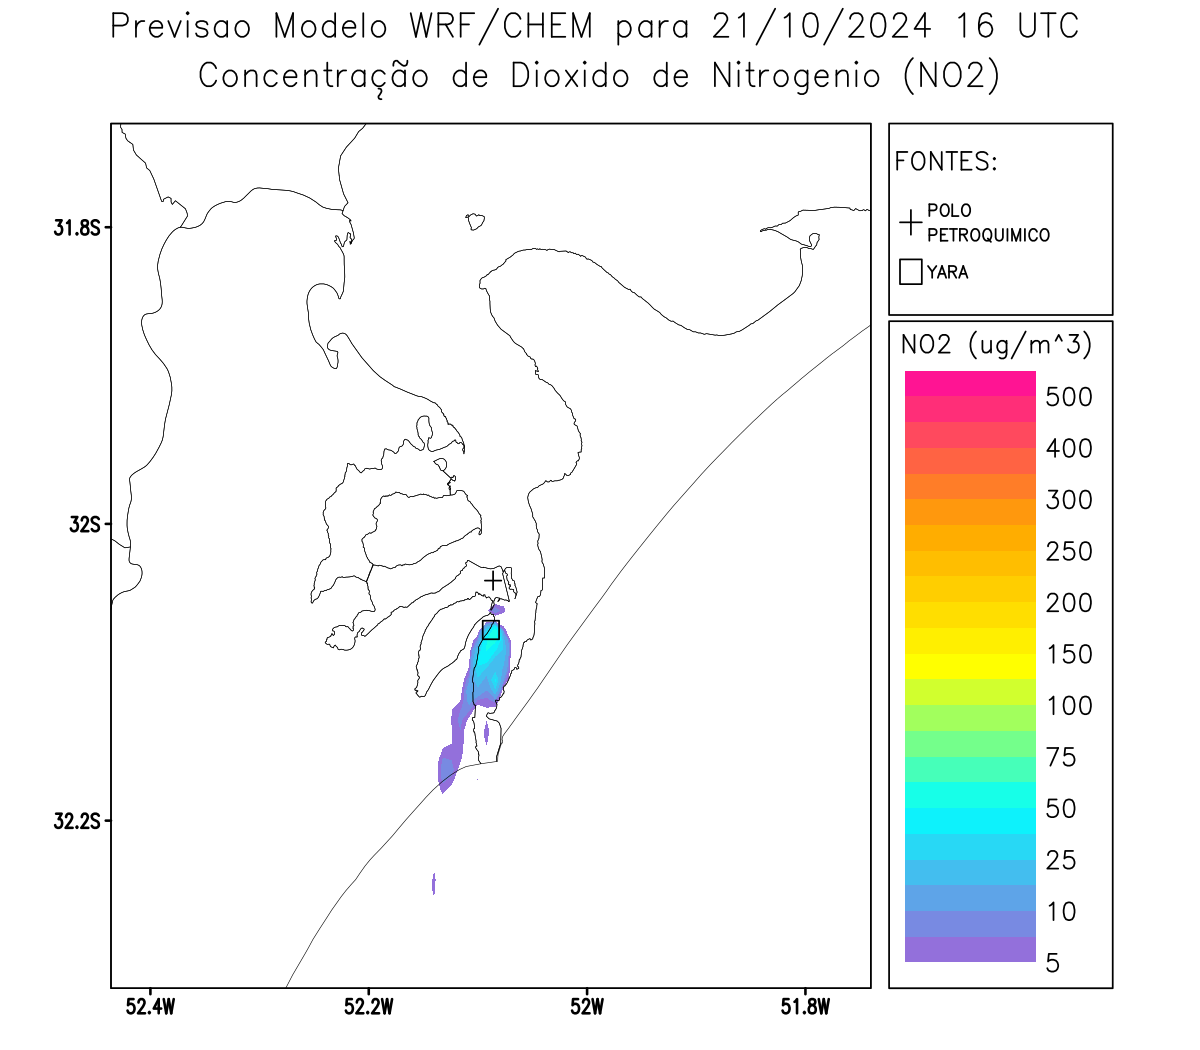 Previsao Modelo WRF/CHEM para 21/10/2024 16 UTC
Concentração de Dioxido de Nitrogenio (NO2)
FONTES:
POLO
PETROQUIMICO
YARA
NO2 (ug/m^3)
500
400
300
250
200
150
100
75
50
25
10
5
31.8S
32S
32.2S
52.4W
52.2W
52W
51.8W